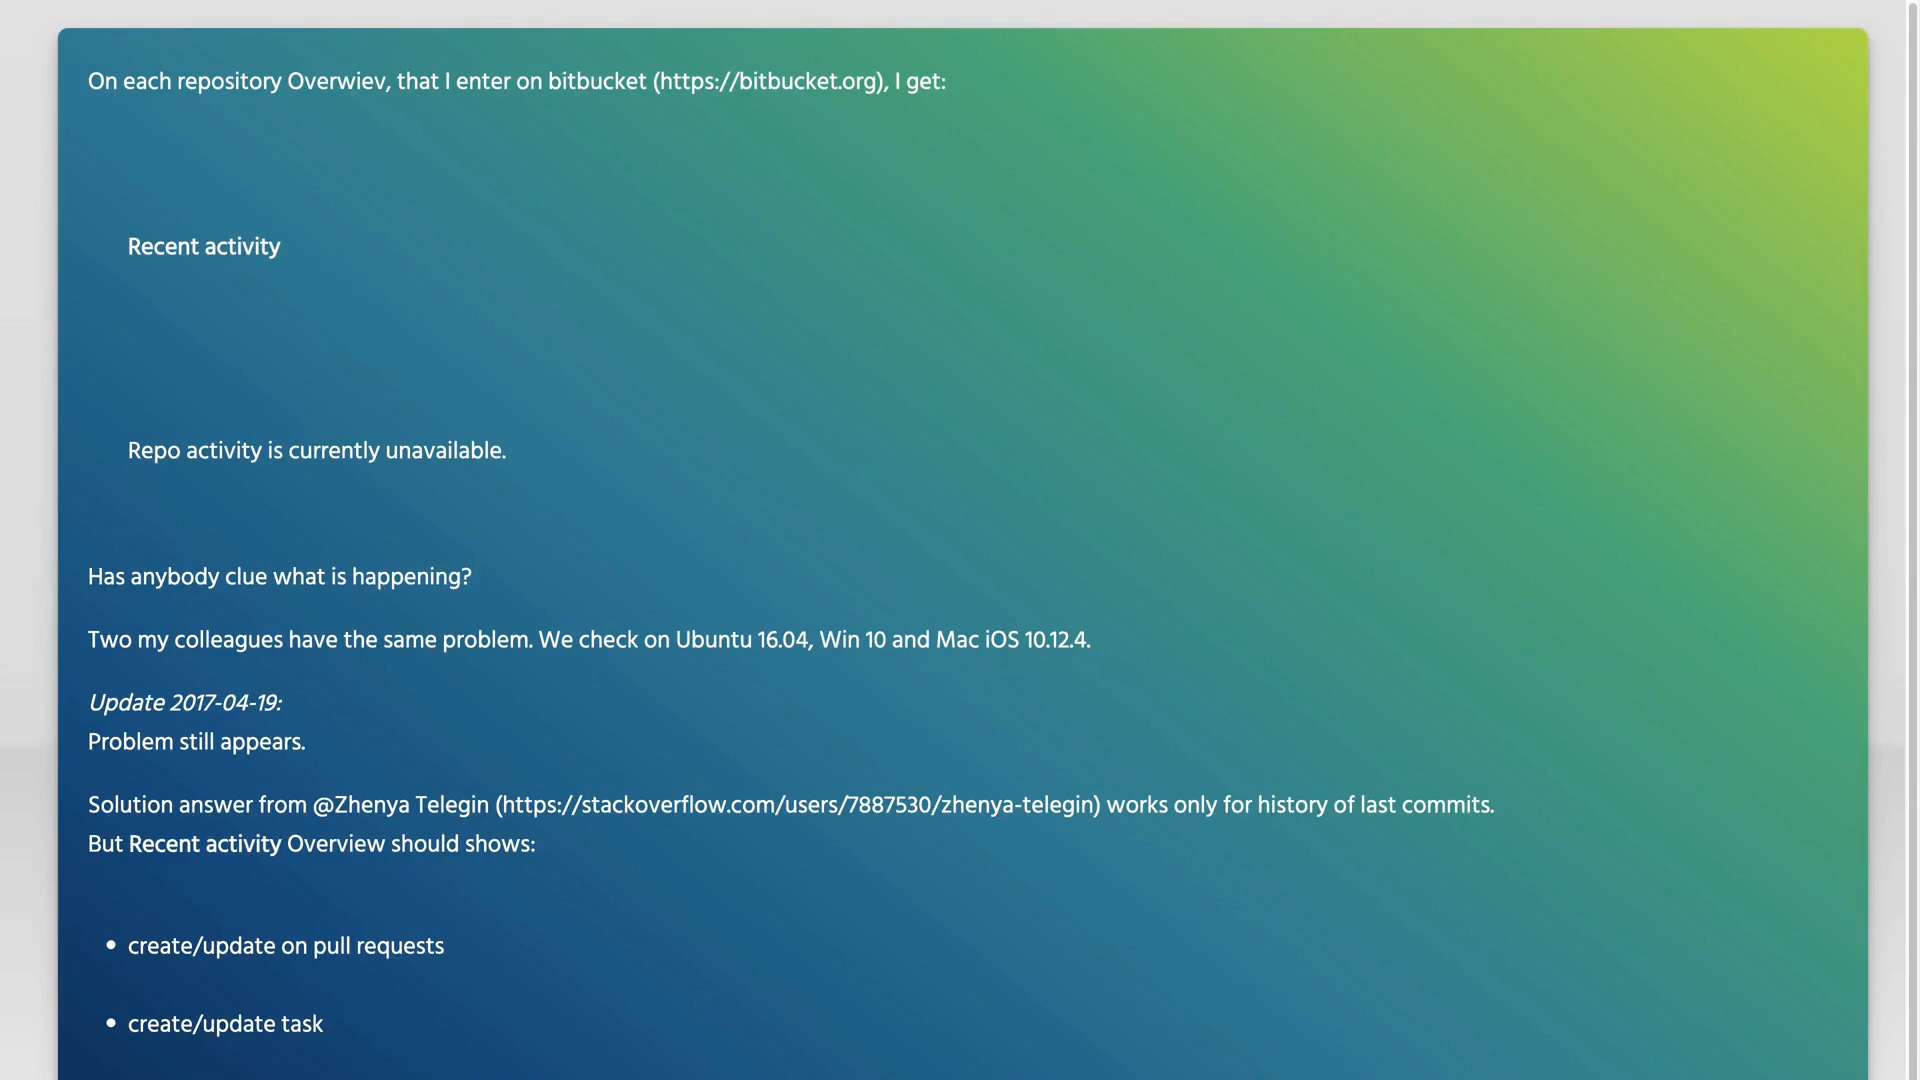 On each repository Overwiev, that I enter on bitbucket (https://bitbucket.org), I get:
Recent activity
Repo activity is currently unavailable.
Has anybody clue what is happening?
Two my colleagues have the same problem. We check on Ubuntu 16.04, Win 10 and Mac iOS 10.12.4.
Update 2017-04-19:
Problem still appears.
Solution answer from @Zhenya Telegin (https://stackoverflow.com/users/7887530/zhenya-telegin) works only for history of last commits.
But Recent activity Overview should shows:
• create/update on pull requests
• create/update task